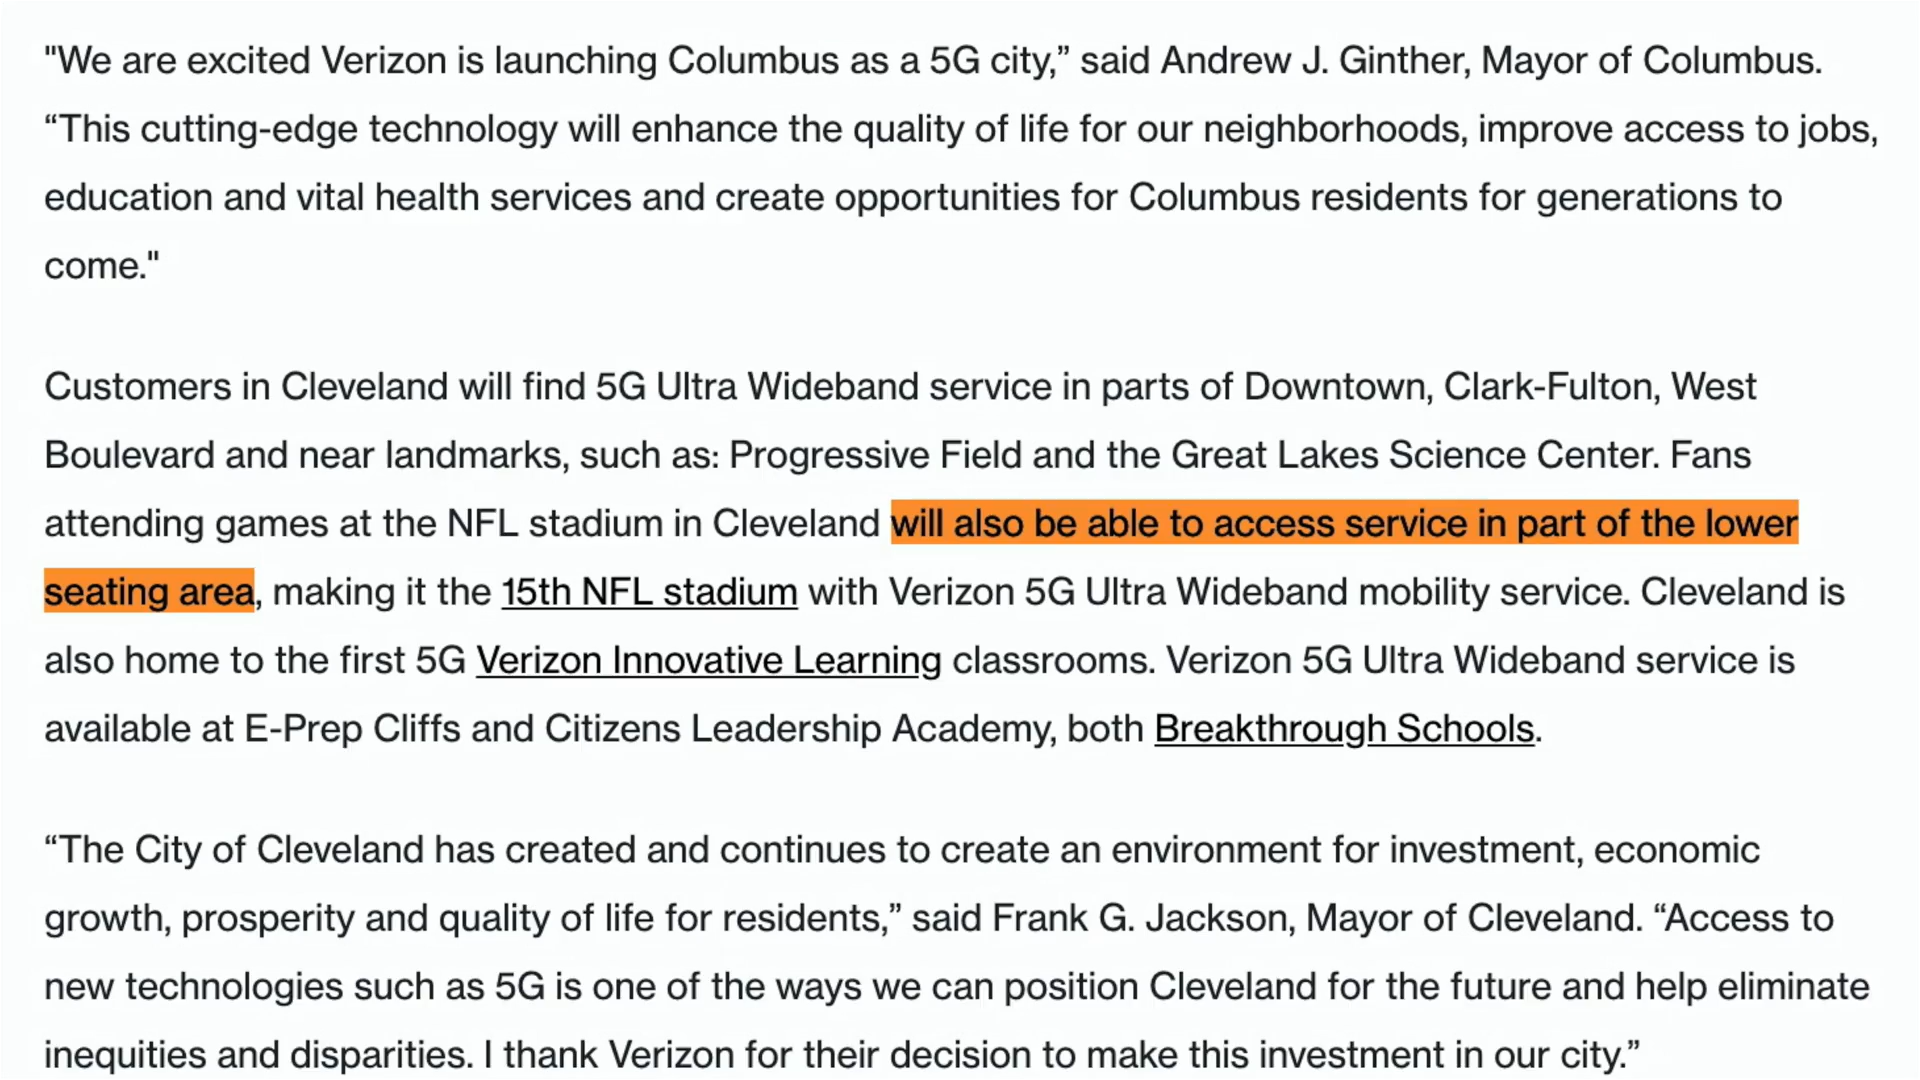 "We are excited Verizon is launching Columbus as a 5G city,” said Andrew J. Ginther, Mayor of Columbus.
“This cutting-edge technology will enhance the quality of life for our neighborhoods, improve access to jobs,
education and vital health services and create opportunities for Columbus residents for generations to
come."
Customers in Cleveland will find 5G Ultra Wideband service in parts of Downtown, Clark-Fulton, West
Boulevard and near landmarks, such as: Progressive Field and the Great Lakes Science Center. Fans
attending games at the NFL stadium in Cleveland will also be able to access service in part of the lower
seating area, making it the 15th NFL stadium with Verizon 5G Ultra Wideband mobility service. Cleveland is
also home to the first 5G Verizon Innovative Learning classrooms. Verizon 5G Ultra Wideband service is
available at E-Prep Cliffs and Citizens Leadership Academy, both Breakthrough Schools.
“The City of Cleveland has created and continues to create an environment for investment, economic
growth, prosperity and quality of life for residents,” said Frank G. Jackson, Mayor of Cleveland. “Access to
new technologies such as 5G is one of the ways we can position Cleveland for the future and help eliminate
inequities and disparities. I thank Verizon for their decision to make this investment in our city.”